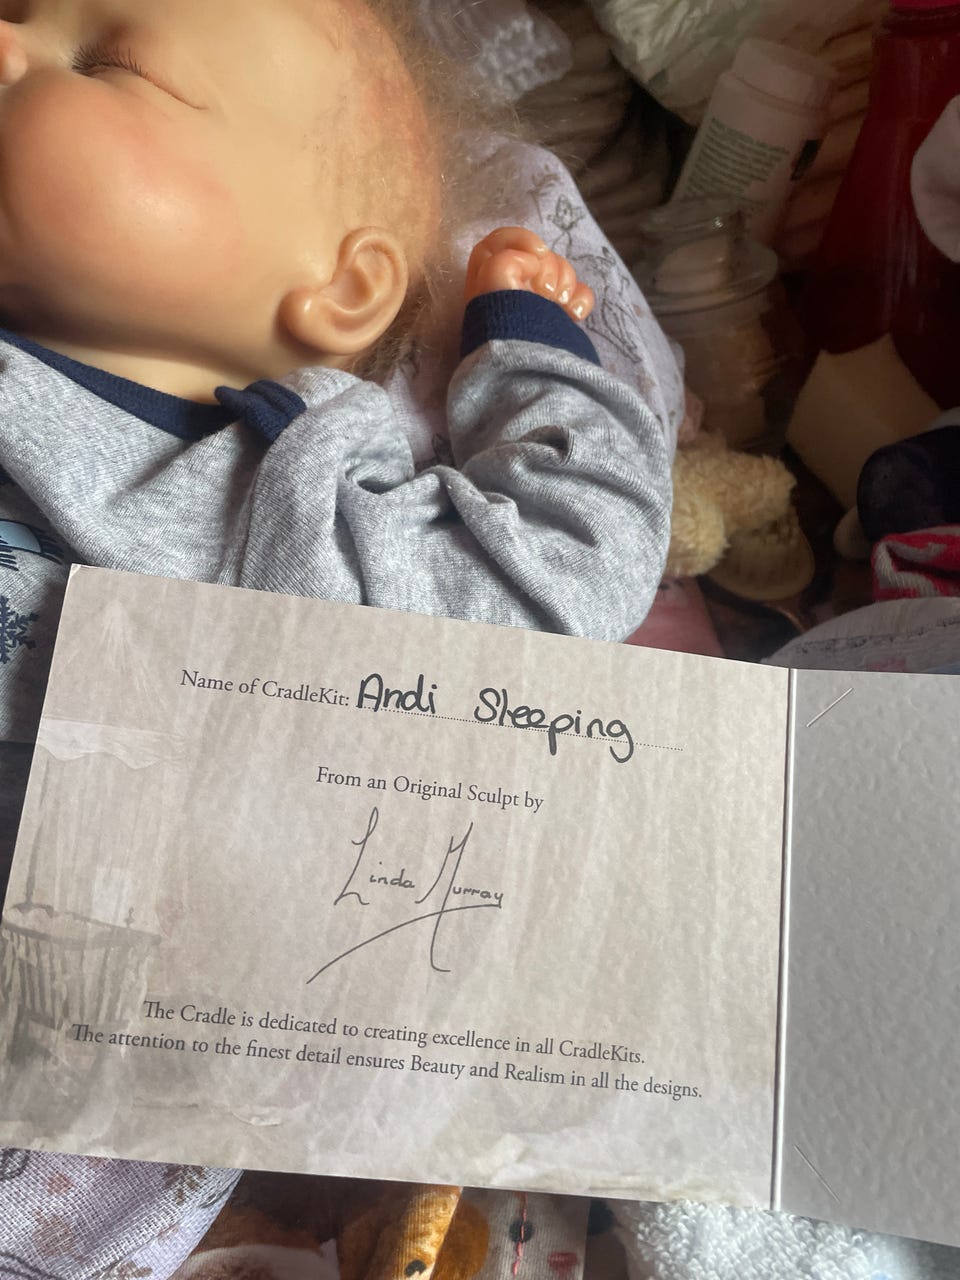 Name of CradleKit: Andi Sleeping
From an Original Sculpt by
Linda Murray
The Cradle is dedicated to creating excellence in all CradleKits.
The attention to the finest detail ensures Beauty and Realism in all the designs.